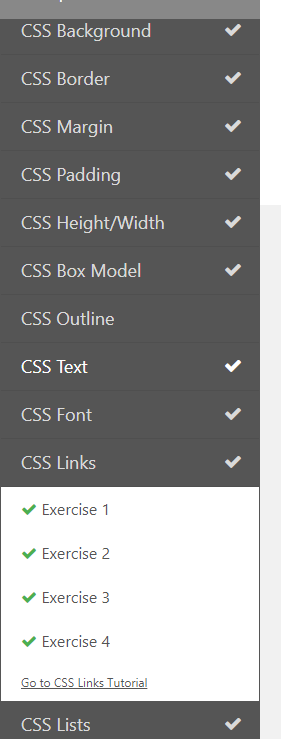 CSS Background
CSS Border
CSS Margin
CSS Padding
CSS Height/Width
CSS Box Model
CSS Outline
CSS Text
CSS Font
CSS Links
Exercise 1
Exercise 2
Exercise 3
Exercise 4
Go to CSS Links Tutorial
CSS Lists